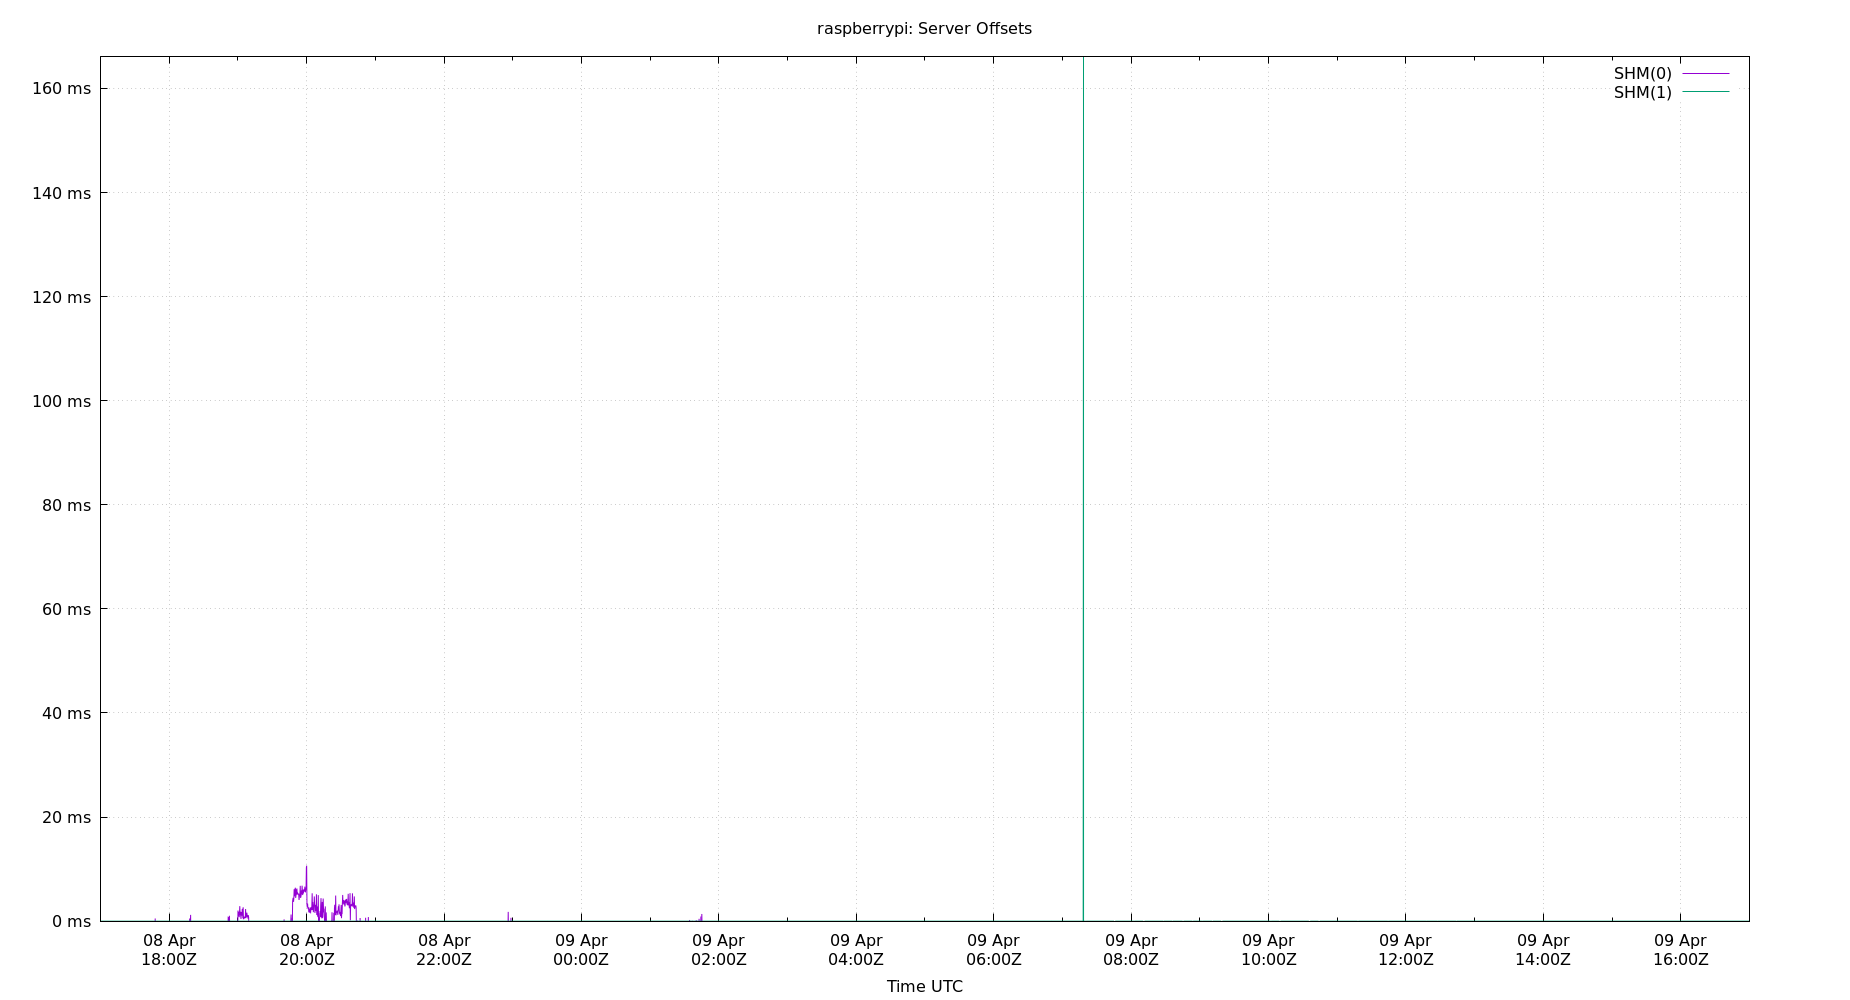 raspberrypi: Server Offsets
SHM(0)
SHM(1)
160 ms
140 ms
120 ms
100 ms
80 ms
60 ms
40 ms
20 ms
0 ms
08 Apr 08 Apr 08 Apr 09 Apr 09 Apr 09 Apr 09 Apr 09 Apr 09 Apr 09 Apr 09 Apr 09 Apr
18:00Z 20:00Z 22:00Z 00:00Z 02:00Z 04:00Z 06:00Z 08:00Z 10:00Z 12:00Z 14:00Z 16:00Z
Time UTC